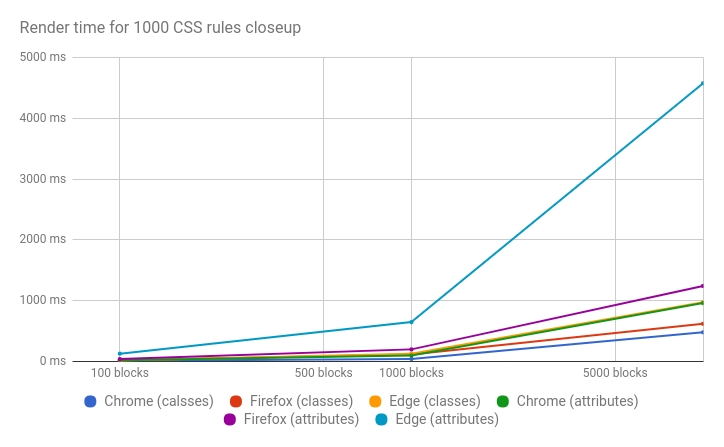 Render time for 1000 CSS rules closeup
5000 ms
4000 ms
3000 ms
2000 ms
1000 ms
0 ms
100 blocks 500 blocks 1000 blocks 5000 blocks
Chrome (calsses) Firefox (classes) Edge (classes) Chrome (attributes)
Firefox (attributes) Edge (attributes)